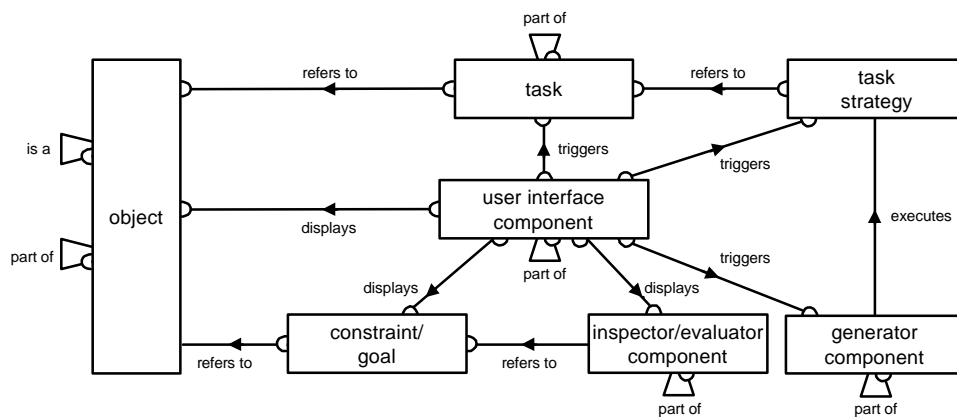 part of
refers to
task
refers to
task
strategy
is a
triggers
triggers
object
user interface
component
displays
executes
part of
part of
triggers
displays
displays
constraint/
goal
inspector/evaluator
component
generator
component
refers to
refers to
part of
part of